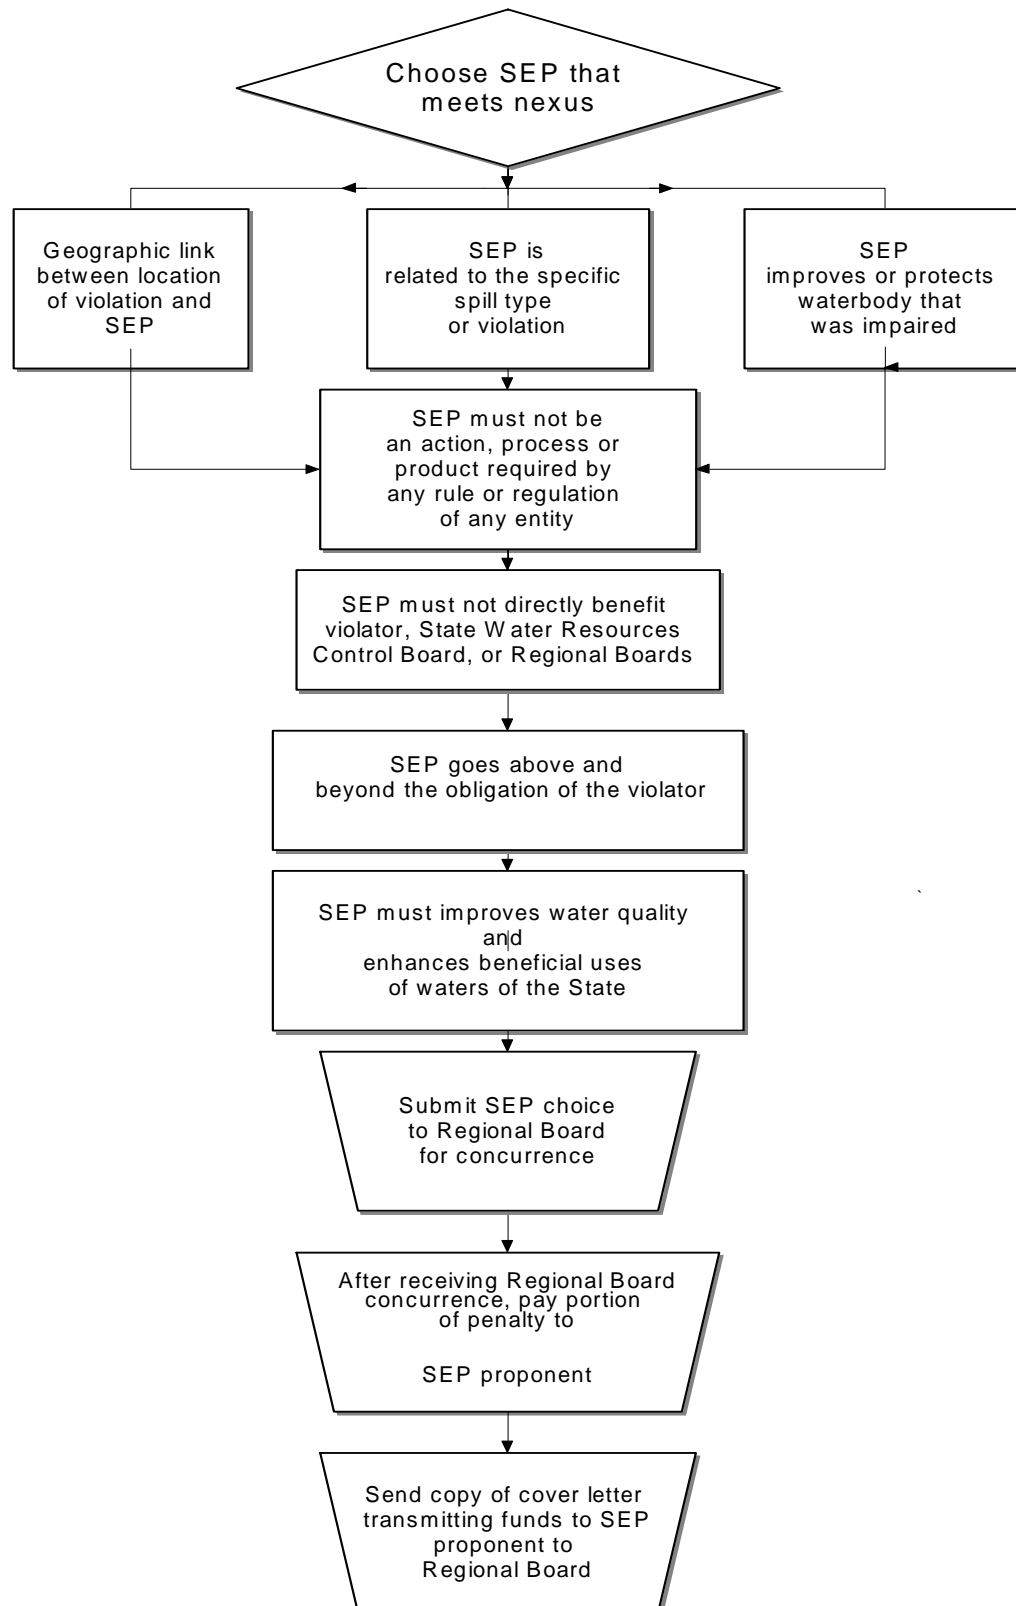 Choose SEP that
meets nexus
Geographic link
between location
of violation and
SEP
SEP is
related to the specific
spill type
or violation
SEP
improves or protects
waterbody that
was impaired
SEP must not be
an action, process or
product required by
any rule or regulation
of any entity
SEP must not directly benefit
violator, State Water Resources
Control Board, or Regional Boards
SEP goes above and
beyond the obligation of the violator
SEP must improves water quality
and
enhances beneficial uses
of waters of the State
Submit SEP choice
to Regional Board
for concurrence
After receiving Regional Board
concurrence, pay portion
of penalty to
SEP proponent
Send copy of cover letter
transmitting funds to SEP
proponent to
Regional Board